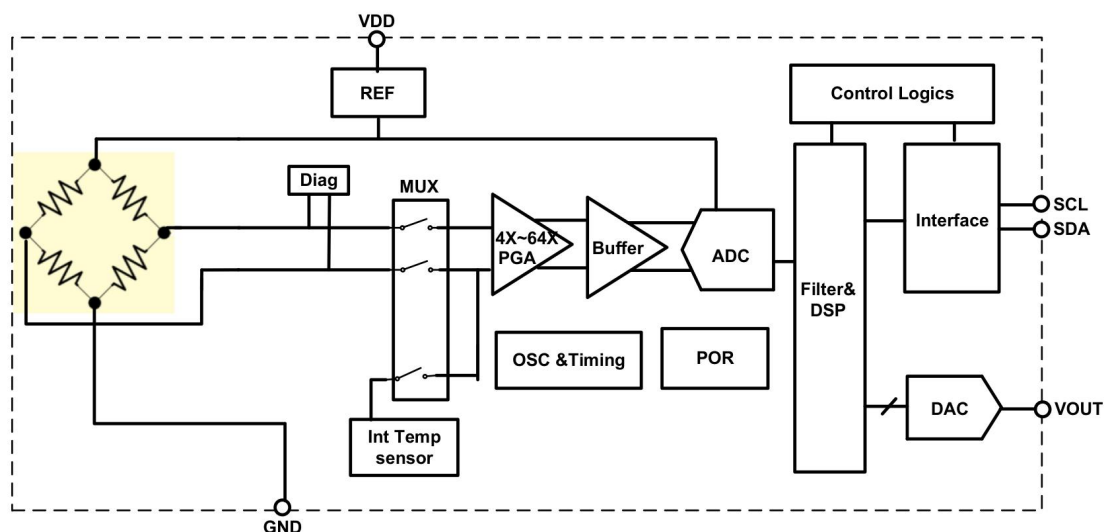 VDD
REF
Control Logics
Diag
MUX
SCL
4X~64X
PGA
Buffer
ADC
Interface
SDA
Filter&
DSP
OSC &Timing
POR
DAC
VOUT
Int Temp
sensor
GND